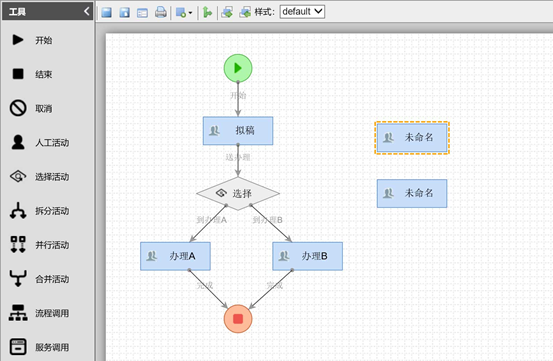 工具
样式: default
开始
结束
取消
人工活动
选择活动
拆分活动
并行活动
合并活动
流程调用
服务调用
开始
拟稿
送办理
选择
到办理A 到办理B
办理A 办理B
完成 完成
未命名
未命名